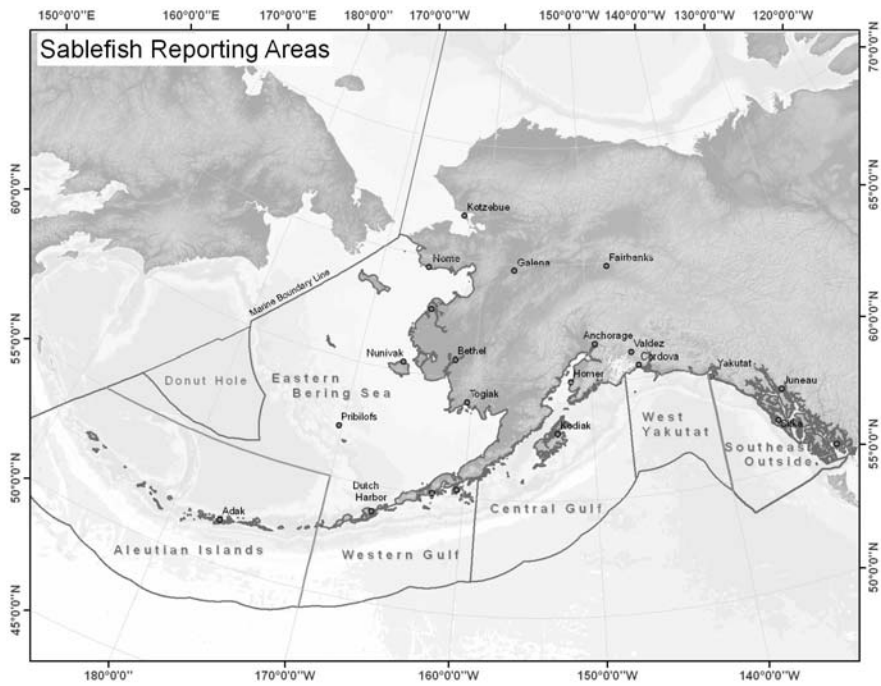 150°0'0"W 160°0'0"W 170°0'0"W 180°0'0" 170°0'0"W 150°0'0"W 140°0'0"W 130°0'0"W 120°0'0"W
Sablefish Reporting Areas
70°0'0"N
60°0'0"N
65°0'0"N
Kotzebue
Nome
Galena
Fairbanks
Marine Boundary Line
60°0'0"N
55°0'0"N
Anchorage
Valdez
Cordova
Nunivak
Bethel
Yakutat
Donut Hole
Eastern
Bering Sea
Homer
Juneau
Togiak
Pribilofs
Kodiak
West
Yakutat
Sitka
Southeast
Outside
55°0'0"N
50°0'0"N
Dutch
Harbor
Adak
Central Gulf
Aleutian Islands
Western Gulf
50°0'0"N
45°0'0"N
180°0'0" 170°0'0"W 160°0'0"W 150°0'0"W 140°0'0"W